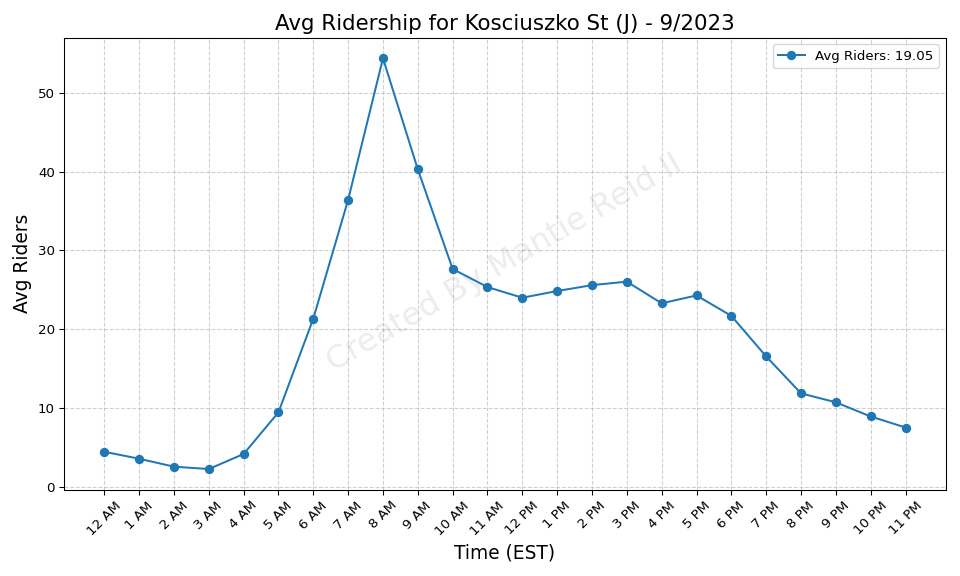 Avg Ridership for Kosciuszko St (J) - 9/2023
Avg Riders: 19.05
Avg Riders
50
40
30
20
10
0
Created By Mantle Reid II
12 AM
1 AM
2 AM
3 AM
4 AM
5 AM
6 AM
7 AM
8 AM
9 AM
10 AM
11 AM
12 PM
1 PM
2 PM
3 PM
4 PM
5 PM
6 PM
7 PM
8 PM
9 PM
10 PM
11 PM
Time (EST)